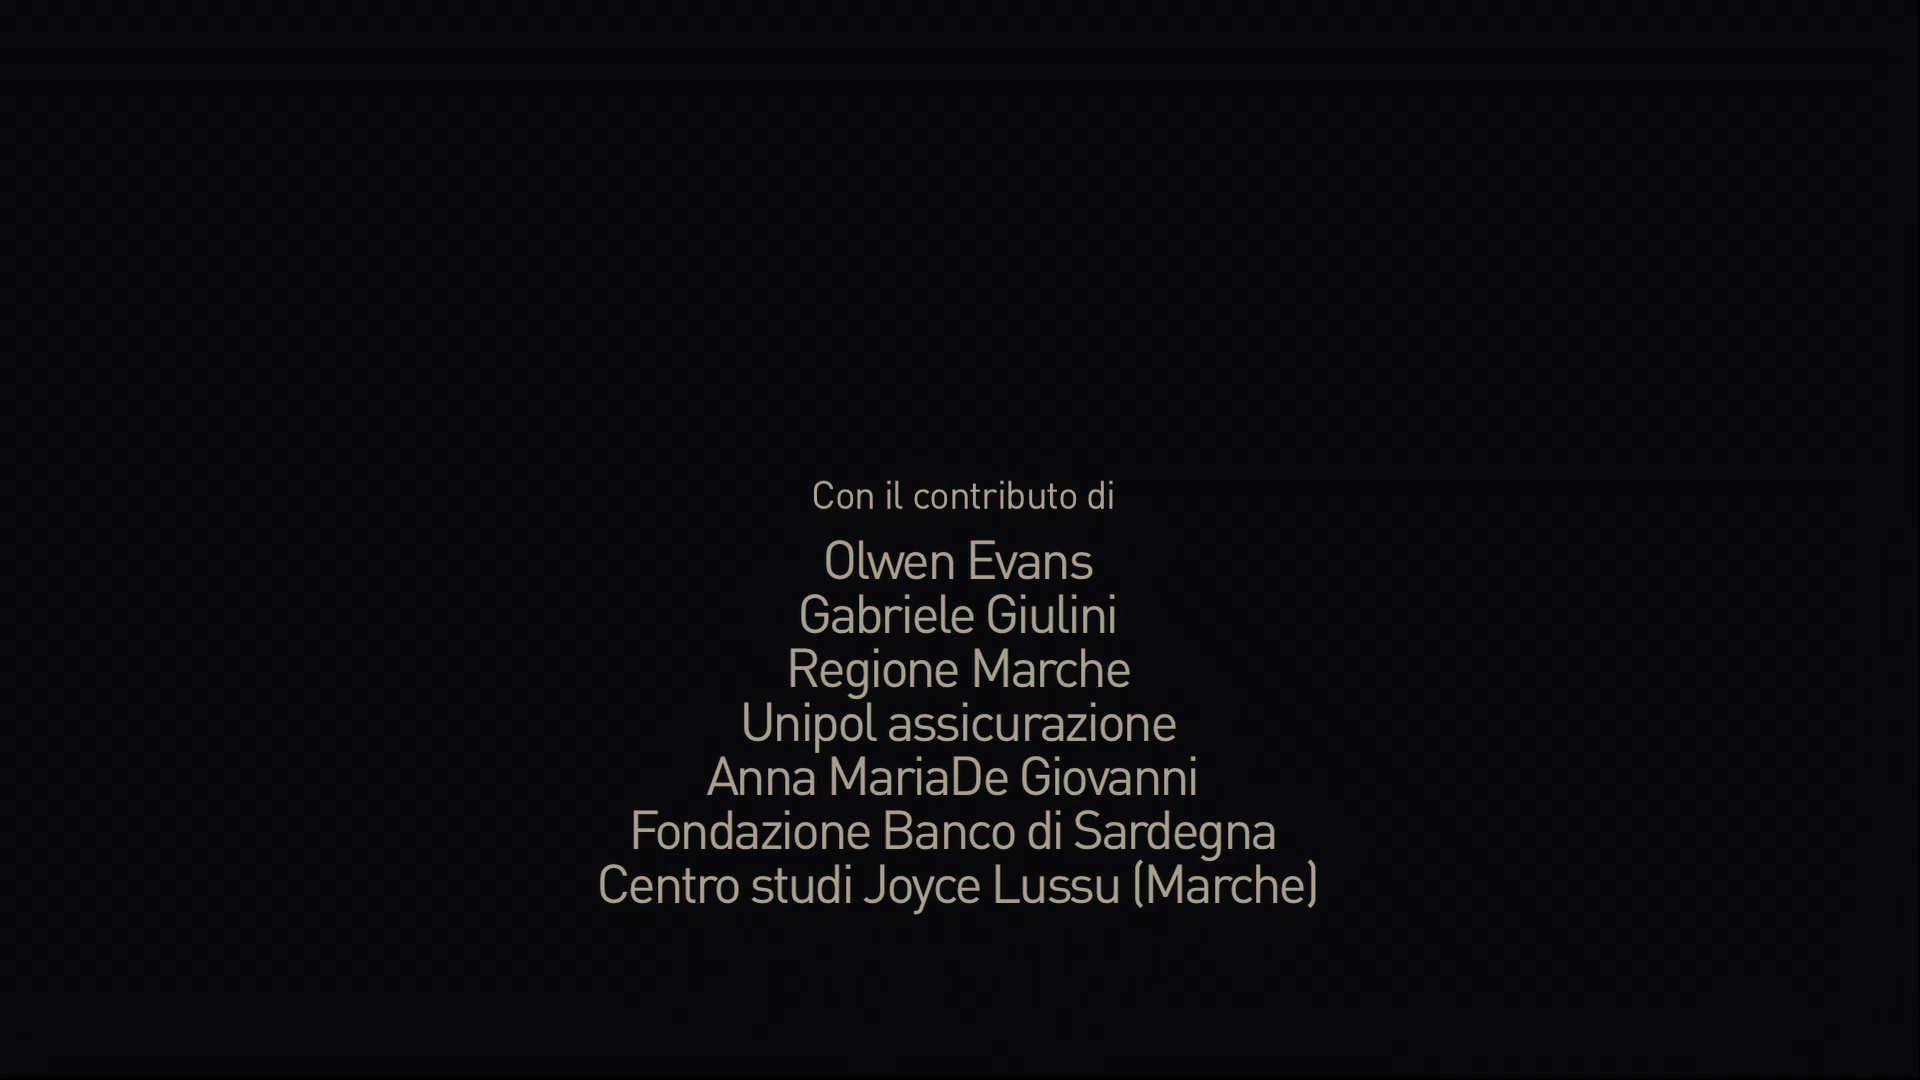 Con il contributo di
Olwen Evans
Gabriele Giulini
Regione Marche
Unipol assicurazione
Anna MariaDe Giovanni
Fondazione Banco di Sardegna
Centro studi Joyce Lussu (Marche)